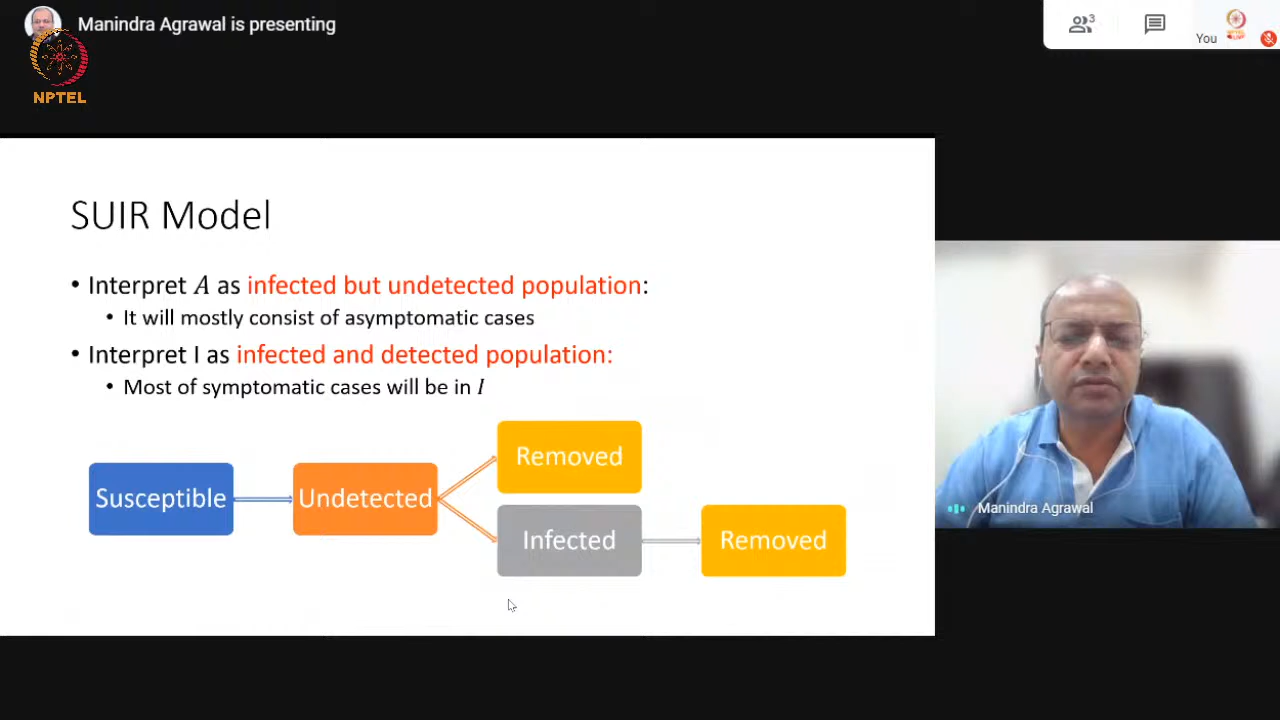 Manindra Agrawal is presenting
3
You
NPTEL
SUIR Model
• Interpret A as infected but undetected population:
• It will mostly consist of asymptomatic cases
• Interpret I as infected and detected population:
• Most of symptomatic cases will be in I
Removed
Susceptible
Undetected
Infected
Removed
Manindra Agrawal